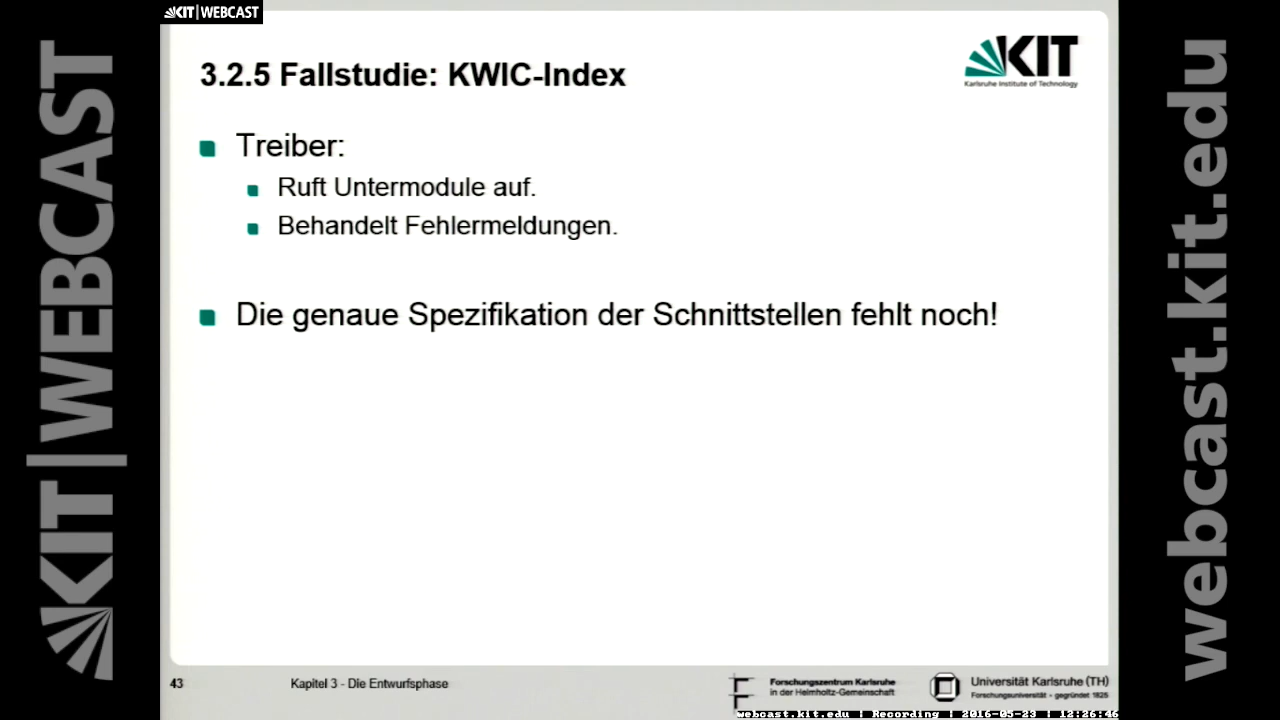 KIT|WEBCAST
KIT|WEBCAST
3.2.5 Fallstudie: KWIC-Index
KIT
Karlsruhe Institute of Technology
Treiber:
Ruft Untermodule auf.
Behandelt Fehlermeldungen.
Die genaue Spezifikation der Schnittstellen fehlt noch!
43
Kapitel 3 - Die Entwurfsphase
Forschungszentrum Karlsruhe
in der Helmholtz-Gemeinschaft
Universität Karlsruhe (TH)
Forschungsuniversität • gegründet 1825
webcast.kit.edu | Recording | 2016-05-23 | 12:26:46
webcast.kit.edu